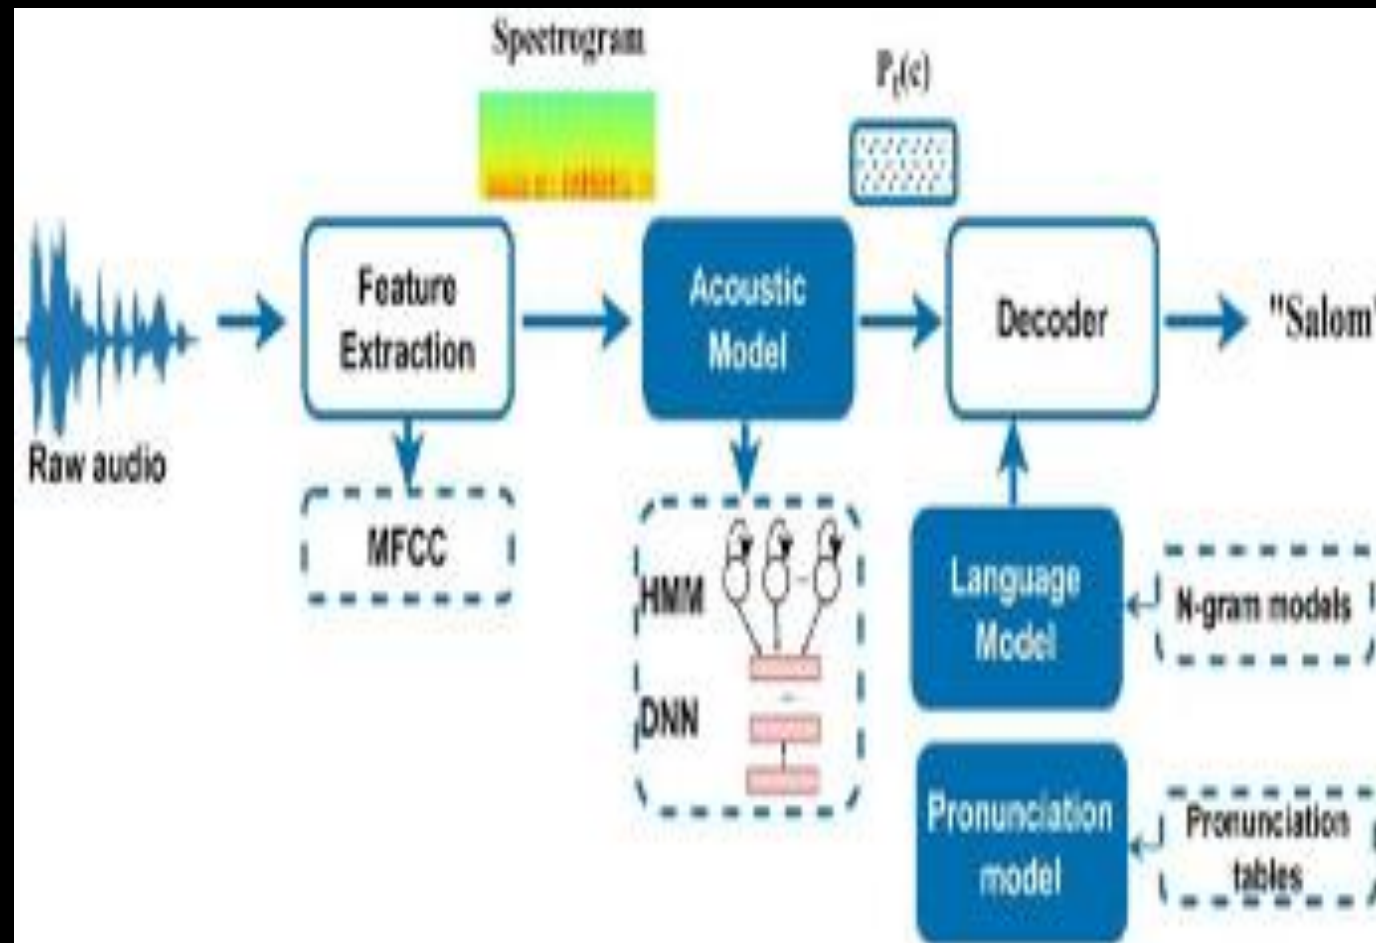 Spectrogram
P_t(c)
Feature
Extraction
Acoustic
Model
Decoder
"Salom"
Raw audio
MFCC
HMM
DNN
Language
Model
N-gram models
Pronunciation
model
Pronunciation
tables